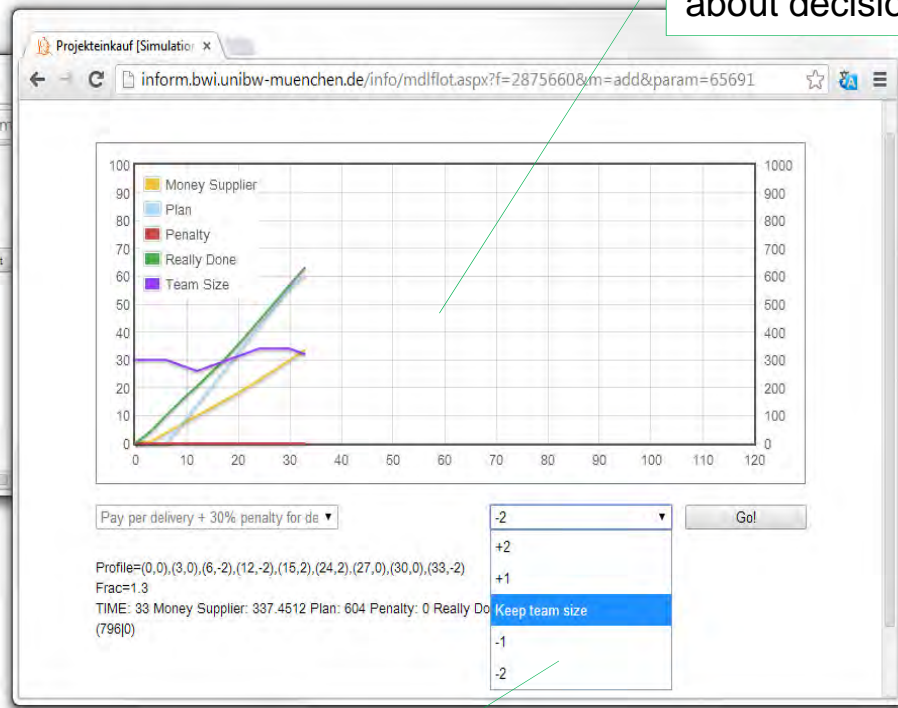 about decisio
Projekteinkauf [Simulatio
inform.bwi.unibw-muenchen.de/info/mdlflot.aspx?f=2875660&m=add&param=65691
100
90
80
70
60
50
40
30
20
10
0
Money Supplier
Plan
Penalty
Really Done
Team Size
1000
900
800
700
600
500
400
300
200
100
0
0 10 20 30 40 50 60 70 80 90 100 110 120
Pay per delivery + 30% penalty for de
-2
Go!
+2
+1
Keep team size
-1
-2
Profile=(0,0),(3,0),(6,-2),(12,-2),(15,2),(24,2),(27,0),(30,0),(33,-2)
Frac=1.3
TIME: 33 Money Supplier: 337.4512 Plan: 604 Penalty: 0 Really Do
(796|0)